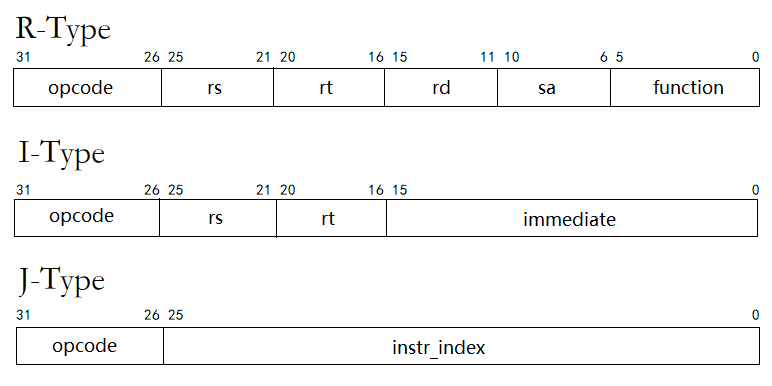 R-Type
31 26 25 21 20 16 15 11 10 6 5 0
opcode rs rt rd sa function
I-Type
31 26 25 21 20 16 15 0
opcode rs rt immediate
J-Type
31 26 25 0
opcode instr_index